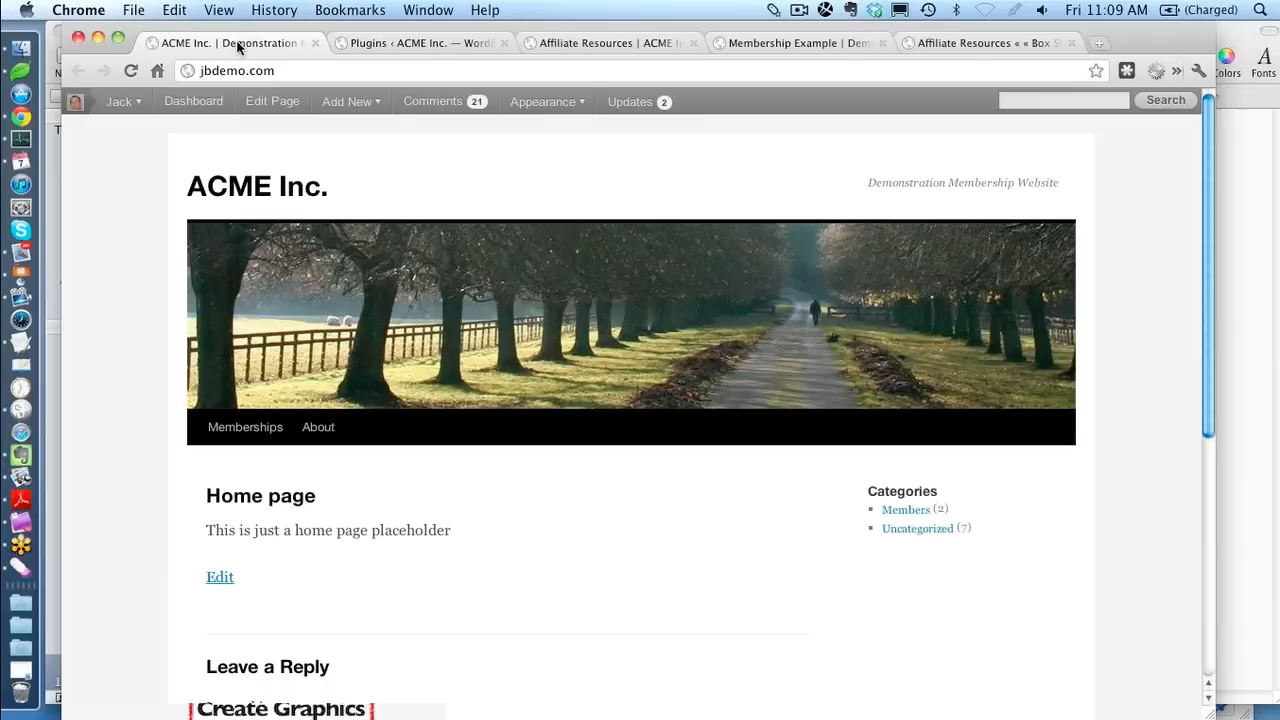 Chrome File Edit View History Bookmarks Window Help Fri 11:09 AM (Charged)
ACME Inc. | Demonstration Plugins ‹ ACME Inc. — Word Affiliate Resources | ACME Membership Example | Dem Affiliate Resources « « Box S
jbdemo.com
Jack Dashboard Edit Page Add New Comments 21 Appearance Updates 2 Search
Colors Fonts
ACME Inc.
Demonstration Membership Website
Memberships About
Home page
This is just a home page placeholder
Edit
Categories
Members (2)
Uncategorized (7)
Leave a Reply
Create Graphics